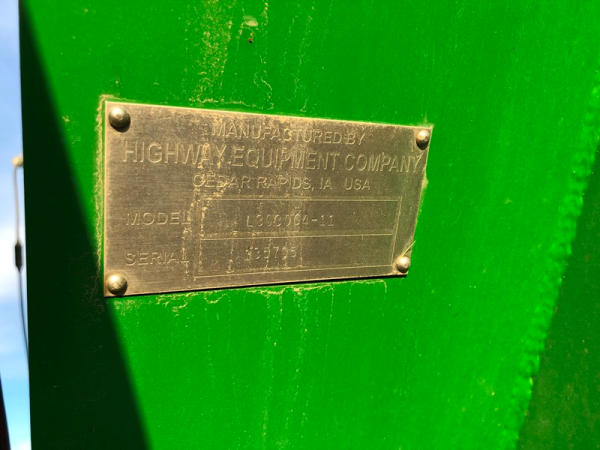 MANUFACTURED BY
HIGHWAY EQUIPMENT COMPANY
CEDAR RAPIDS, IA USA
MODEL
SERIAL